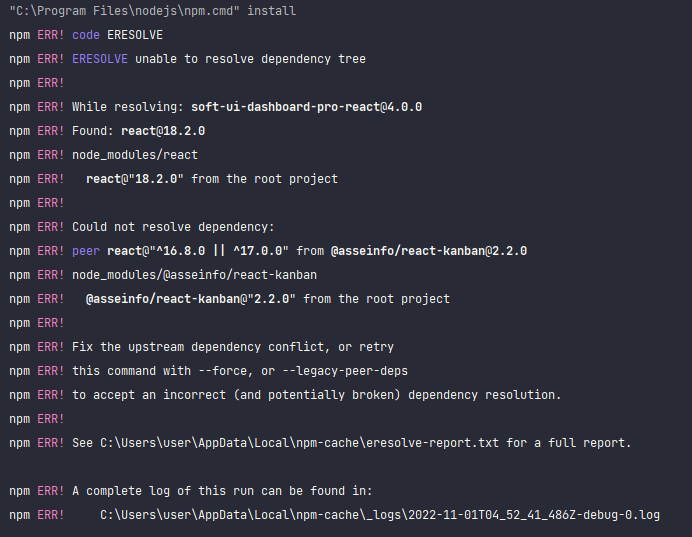 "C:\Program Files\nodejs\npm.cmd" install
npm ERR! code ERESOLVE
npm ERR! ERESOLVE unable to resolve dependency tree
npm ERR!
npm ERR! While resolving: soft-ui-dashboard-pro-react@4.0.0
npm ERR! Found: react@18.2.0
npm ERR! node_modules/react
npm ERR!   react@"18.2.0" from the root project
npm ERR!
npm ERR! Could not resolve dependency:
npm ERR! peer react@"^16.8.0 || ^17.0.0" from @asseinfo/react-kanban@2.2.0
npm ERR! node_modules/@asseinfo/react-kanban
npm ERR!   @asseinfo/react-kanban@"2.2.0" from the root project
npm ERR!
npm ERR! Fix the upstream dependency conflict, or retry
npm ERR! this command with --force, or --legacy-peer-deps
npm ERR! to accept an incorrect (and potentially broken) dependency resolution.
npm ERR!
npm ERR! See C:\Users\user\AppData\Local\npm-cache\eresolve-report.txt for a full report.
npm ERR! A complete log of this run can be found in:
npm ERR!     C:\Users\user\AppData\Local\npm-cache\_logs\2022-11-01T04_52_41_486Z-debug-0.log